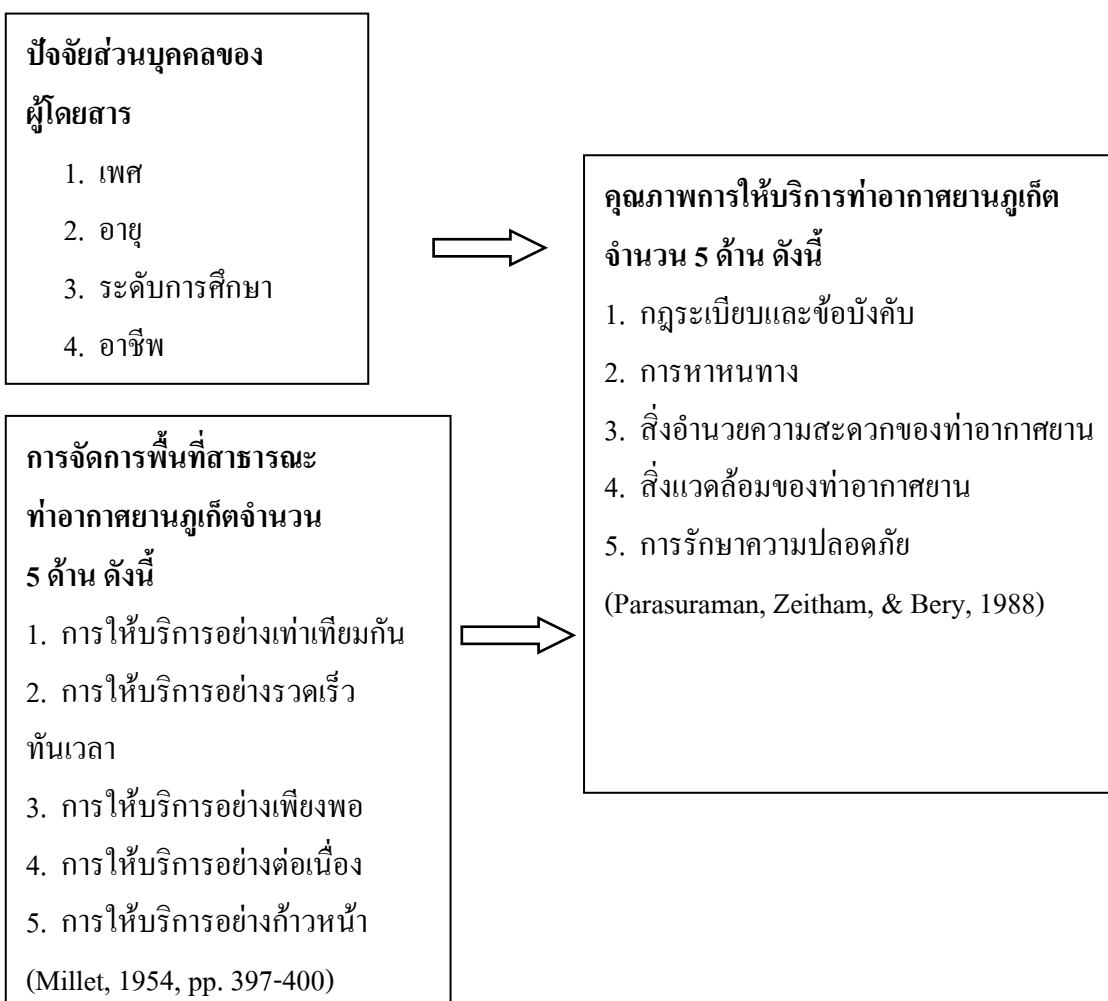 ปัจจัยส่วนบุคคลของ
ผู้โดยสาร
1. เพศ
2. อายุ
3. ระดับการศึกษา
4. อาชีพ
การจัดการพื้นที่สาธารณะ
ท่าอากาศยานภูเก็ตจำนวน
5 ด้าน ดังนี้
1. การให้บริการอย่างเท่าเทียมกัน
2. การให้บริการอย่างรวดเร็ว
ทันเวลา
3. การให้บริการอย่างเพียงพอ
4. การให้บริการอย่างต่อเนื่อง
5. การให้บริการอย่างก้าวหน้า
(Millet, 1954, pp. 397-400)
คุณภาพการให้บริการท่าอากาศยานภูเก็ต
จำนวน 5 ด้าน ดังนี้
1. กฎระเบียบและข้อบังคับ
2. การหาหนทาง
3. สิ่งอำนวยความสะดวกของท่าอากาศยาน
4. สิ่งแวดล้อมของท่าอากาศยาน
5. การรักษาความปลอดภัย
(Parasuraman, Zeitham, & Bery, 1988)